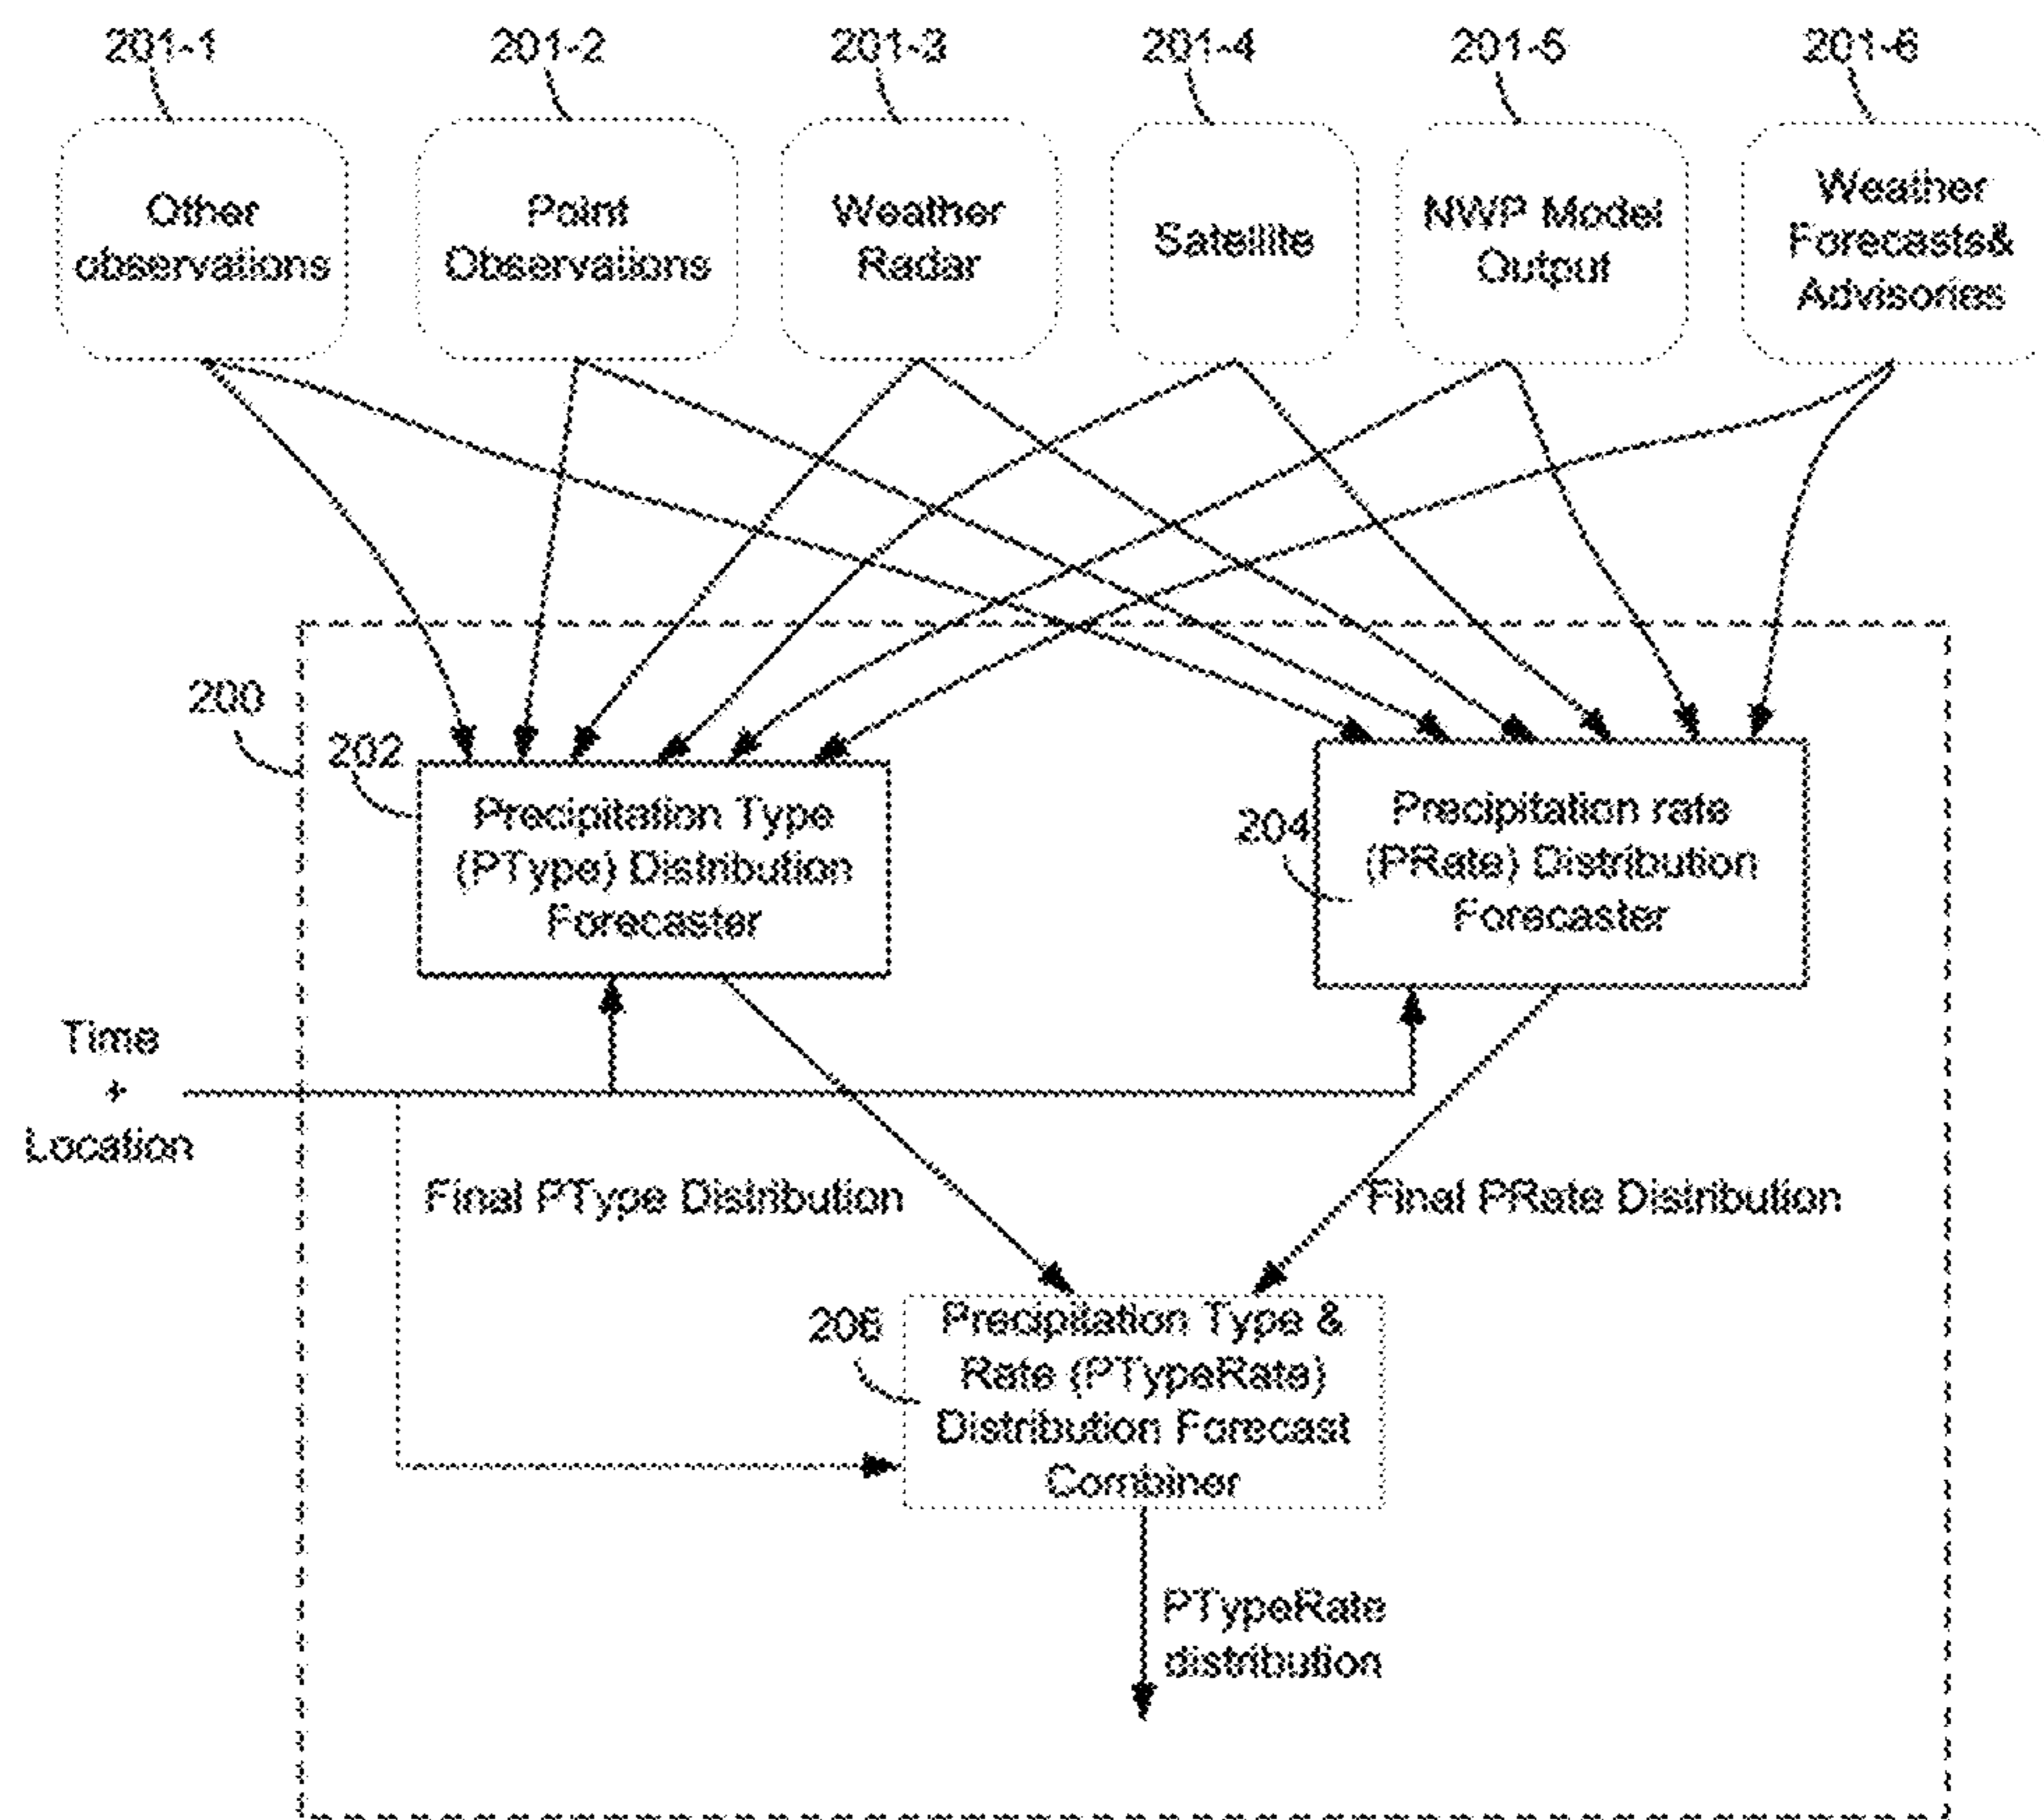 201-1
201-2
201-3
201-4
201-5
201-6
Other
observations
Point
Observations
Weather
Radar
Satellite
NWP Model
Output
Weather
Forecasts&
Advisories
200
202
Precipitation Type
(PType) Distribution
Forecaster
204
Precipitation rate
(PRate) Distribution
Forecaster
Time
+
Location
Final PType Distribution
Final PRate Distribution
206
Precipitation Type &
Rate (PTypeRate)
Distribution Forecast
Combiner
PTypeRate
distribution